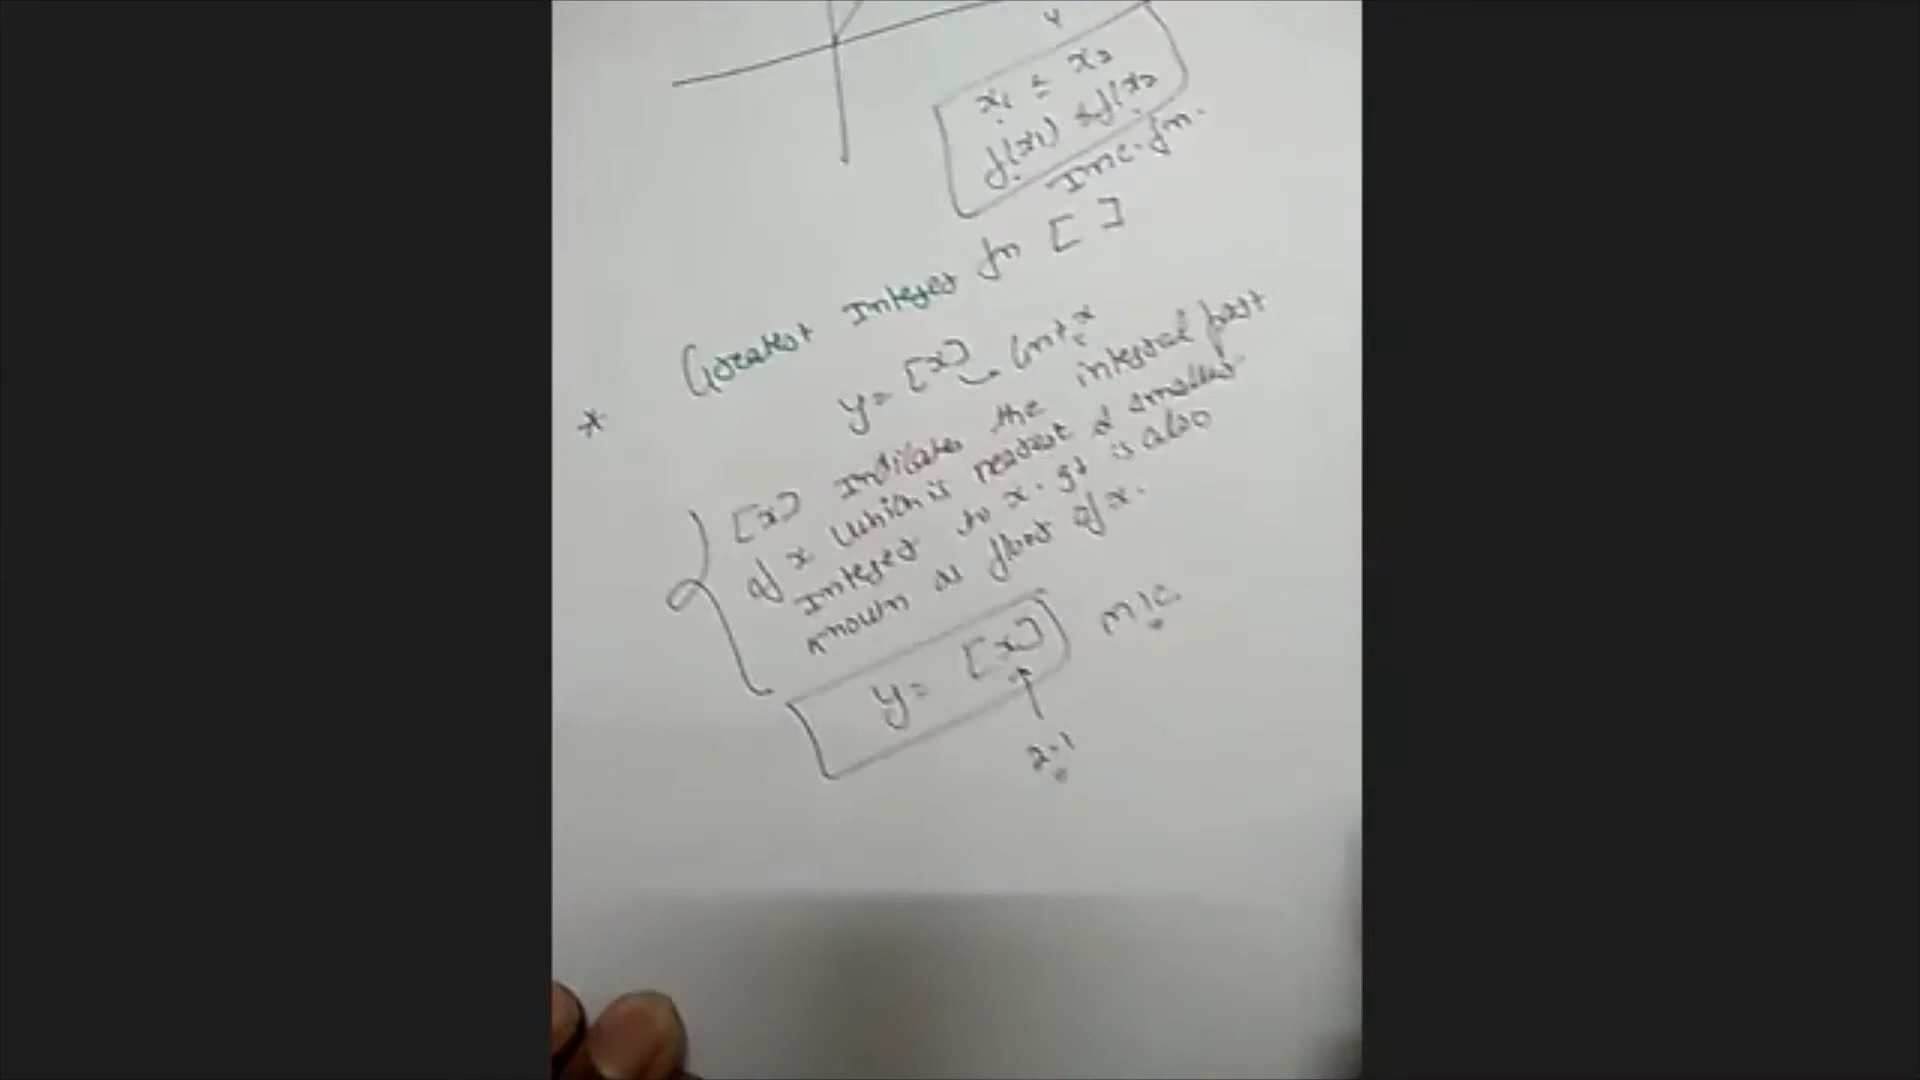 x₁ ≤ x₂
f(x₁) ≤ f(x₂
Inc. fn.
Greatest Integer fn [ ]
y = [x]
* [x] Indicates the integral part
of x which is nearest & smaller
Integer to x. It is also
known as floor of x.
y = [x]
2.1